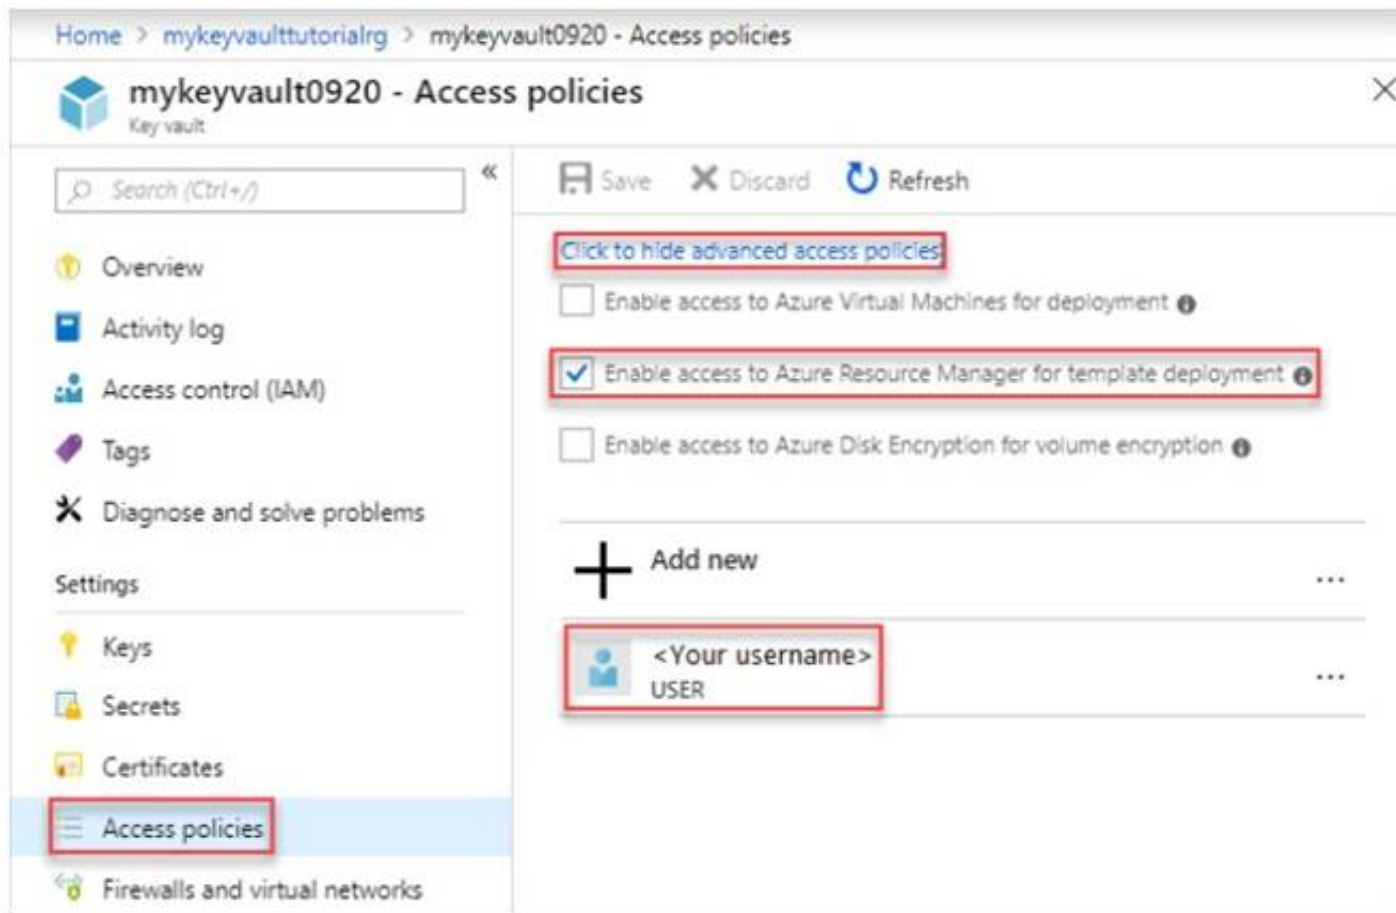 Home > mykeyvaulttutorialrg > mykeyvault0920 - Access policies
mykeyvault0920 - Access policies
Key vault
Search (Ctrl+/)
Overview
Activity log
Access control (IAM)
Tags
Diagnose and solve problems
Settings
Keys
Secrets
Certificates
Access policies
Firewalls and virtual networks
Save Discard Refresh
Click to hide advanced access policies
Enable access to Azure Virtual Machines for deployment
Enable access to Azure Resource Manager for template deployment
Enable access to Azure Disk Encryption for volume encryption
Add new
...
<Your username>
USER
...